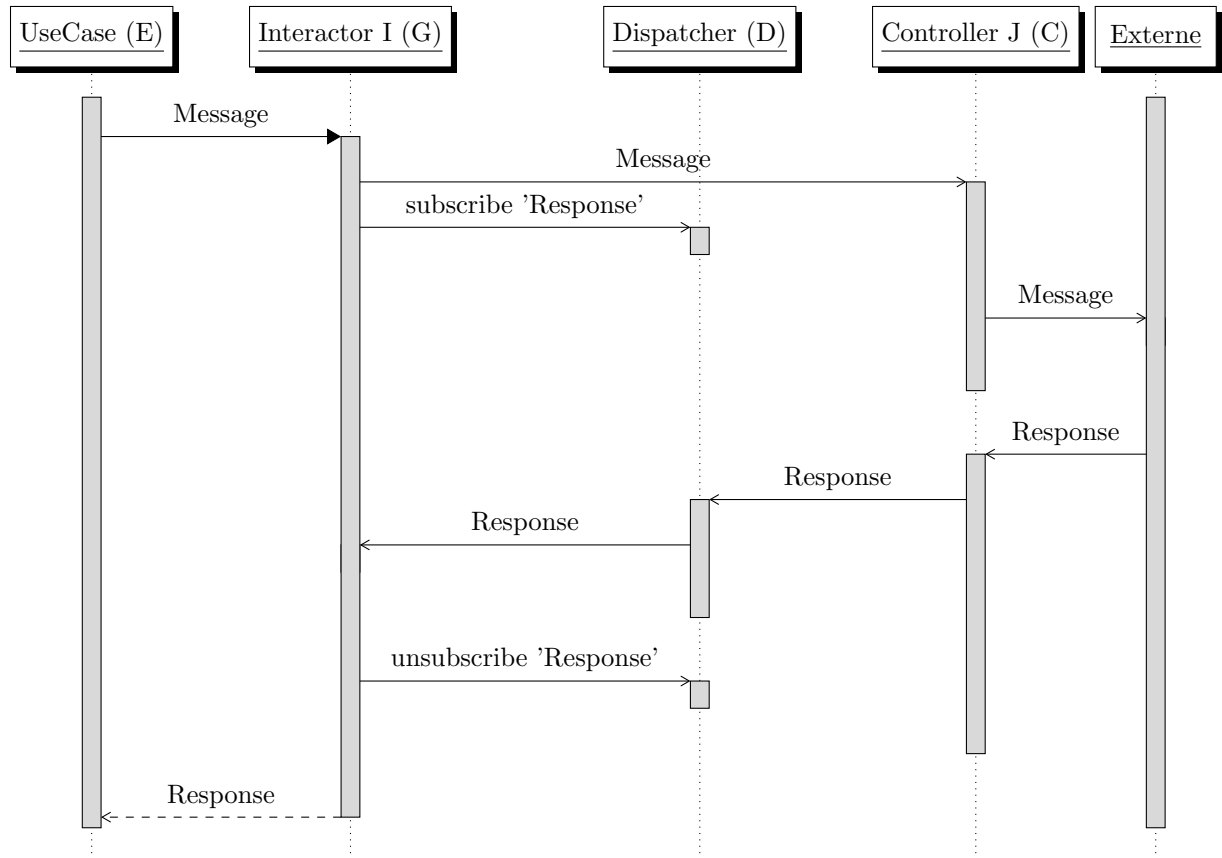 UseCase (E)
Interactor I (G)
Dispatcher (D)
Controller J (C)
Externe
Message
Message
subscribe 'Response'
Message
Response
Response
Response
unsubscribe 'Response'
Response